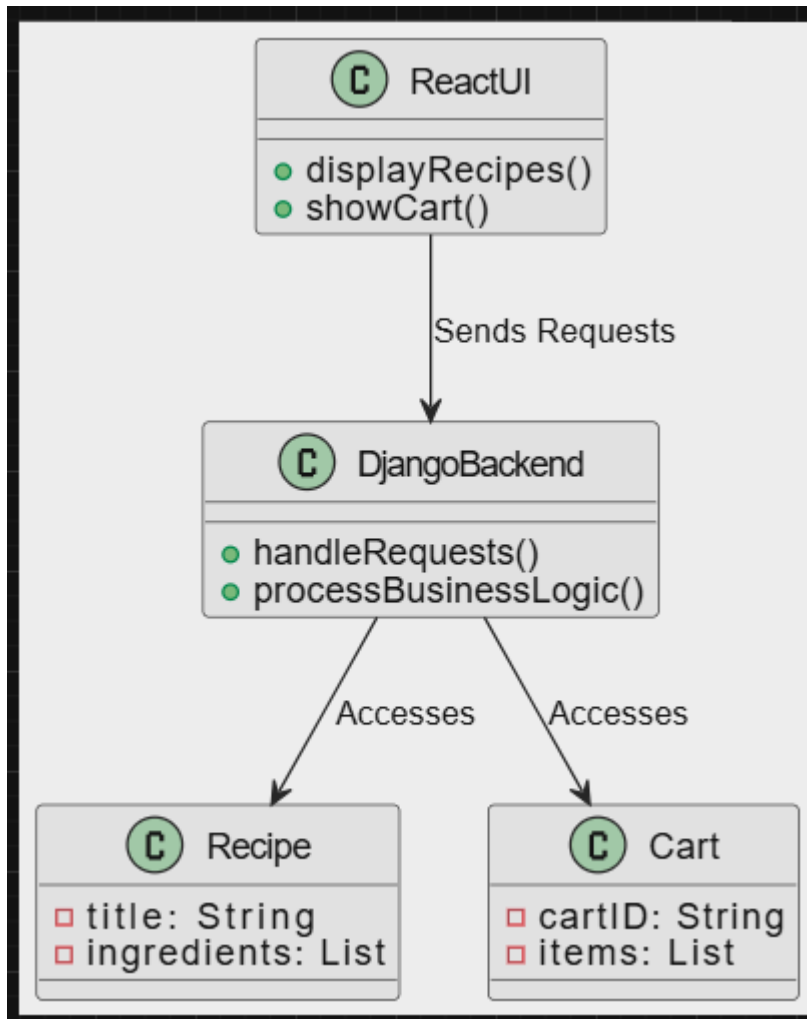 C ReactUI
displayRecipes()
showCart()
Sends Requests
C DjangoBackend
handleRequests()
processBusinessLogic()
Accesses
Accesses
C Recipe
title: String
ingredients: List
C Cart
cartID: String
items: List